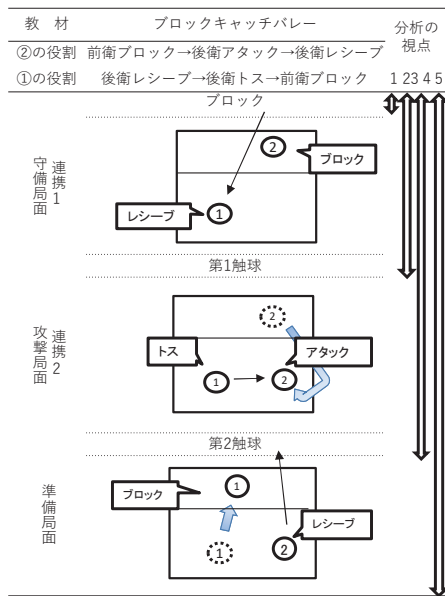 教 材 ブロックキャッチバレー 分析の視点
②の役割 前衛ブロック→後衛アタック→後衛レシーブ
①の役割 後衛レシーブ→後衛トス→前衛ブロック 1 23 4 5
ブロック
守備局面 連携1
②
ブロック
レシーブ
①
第1触球
攻撃局面 連携2
2
トス
アタック
①
②
第2触球
準備局面
ブロック
①
レシーブ
1
②